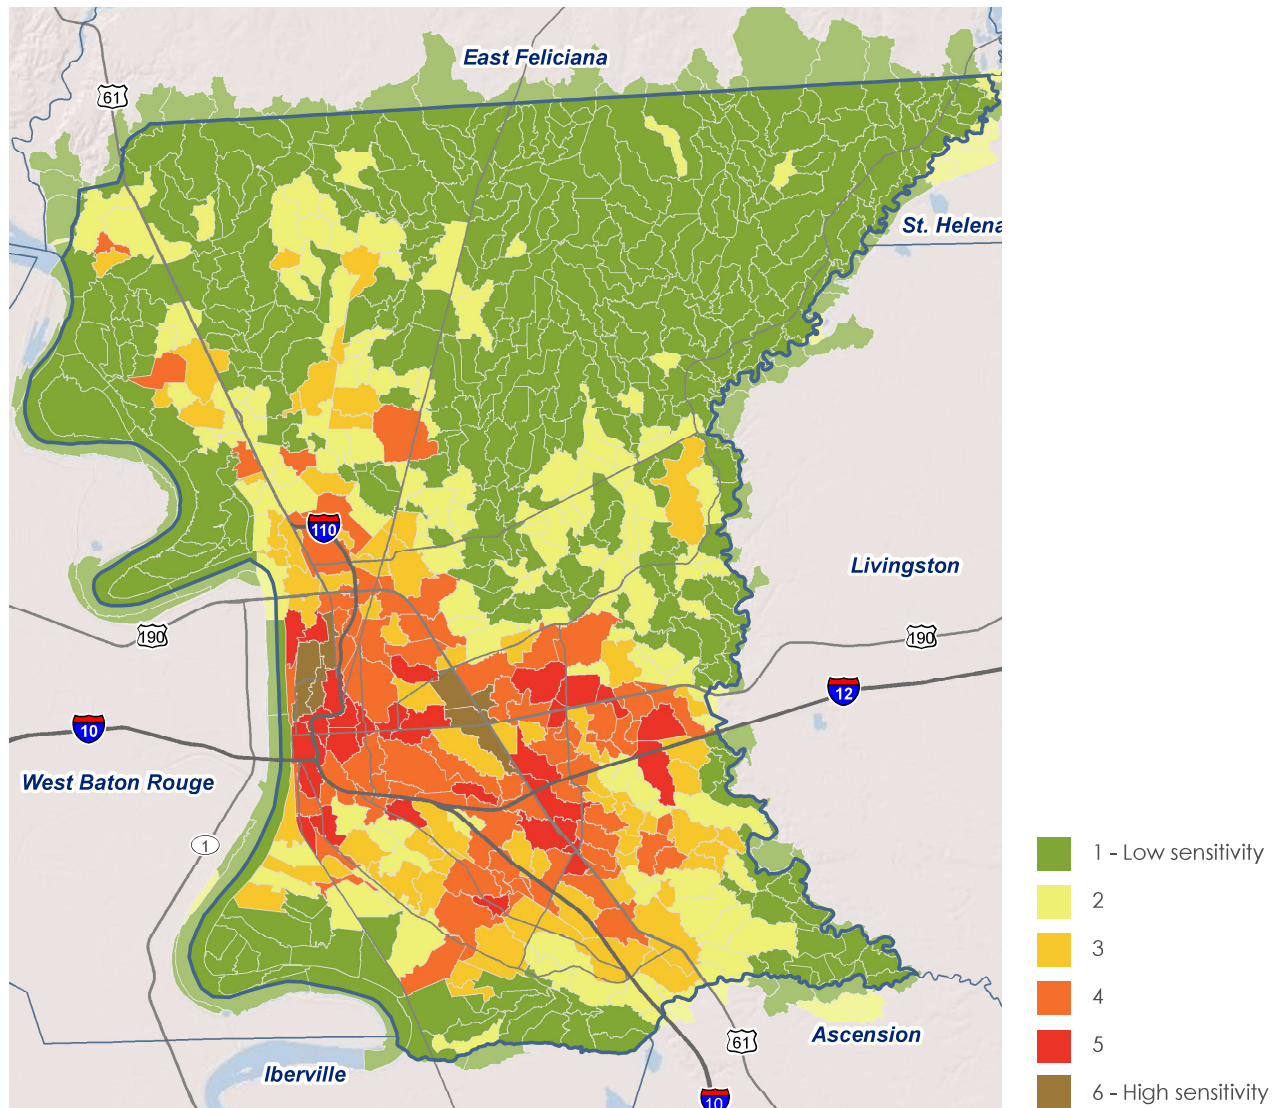 East Feliciana
61
St. Helena
110
Livingston
190
190
12
10
West Baton Rouge
1
1 - Low sensitivity
2
3
4
5
6 - High sensitivity
Ascension
61
Iberville
10